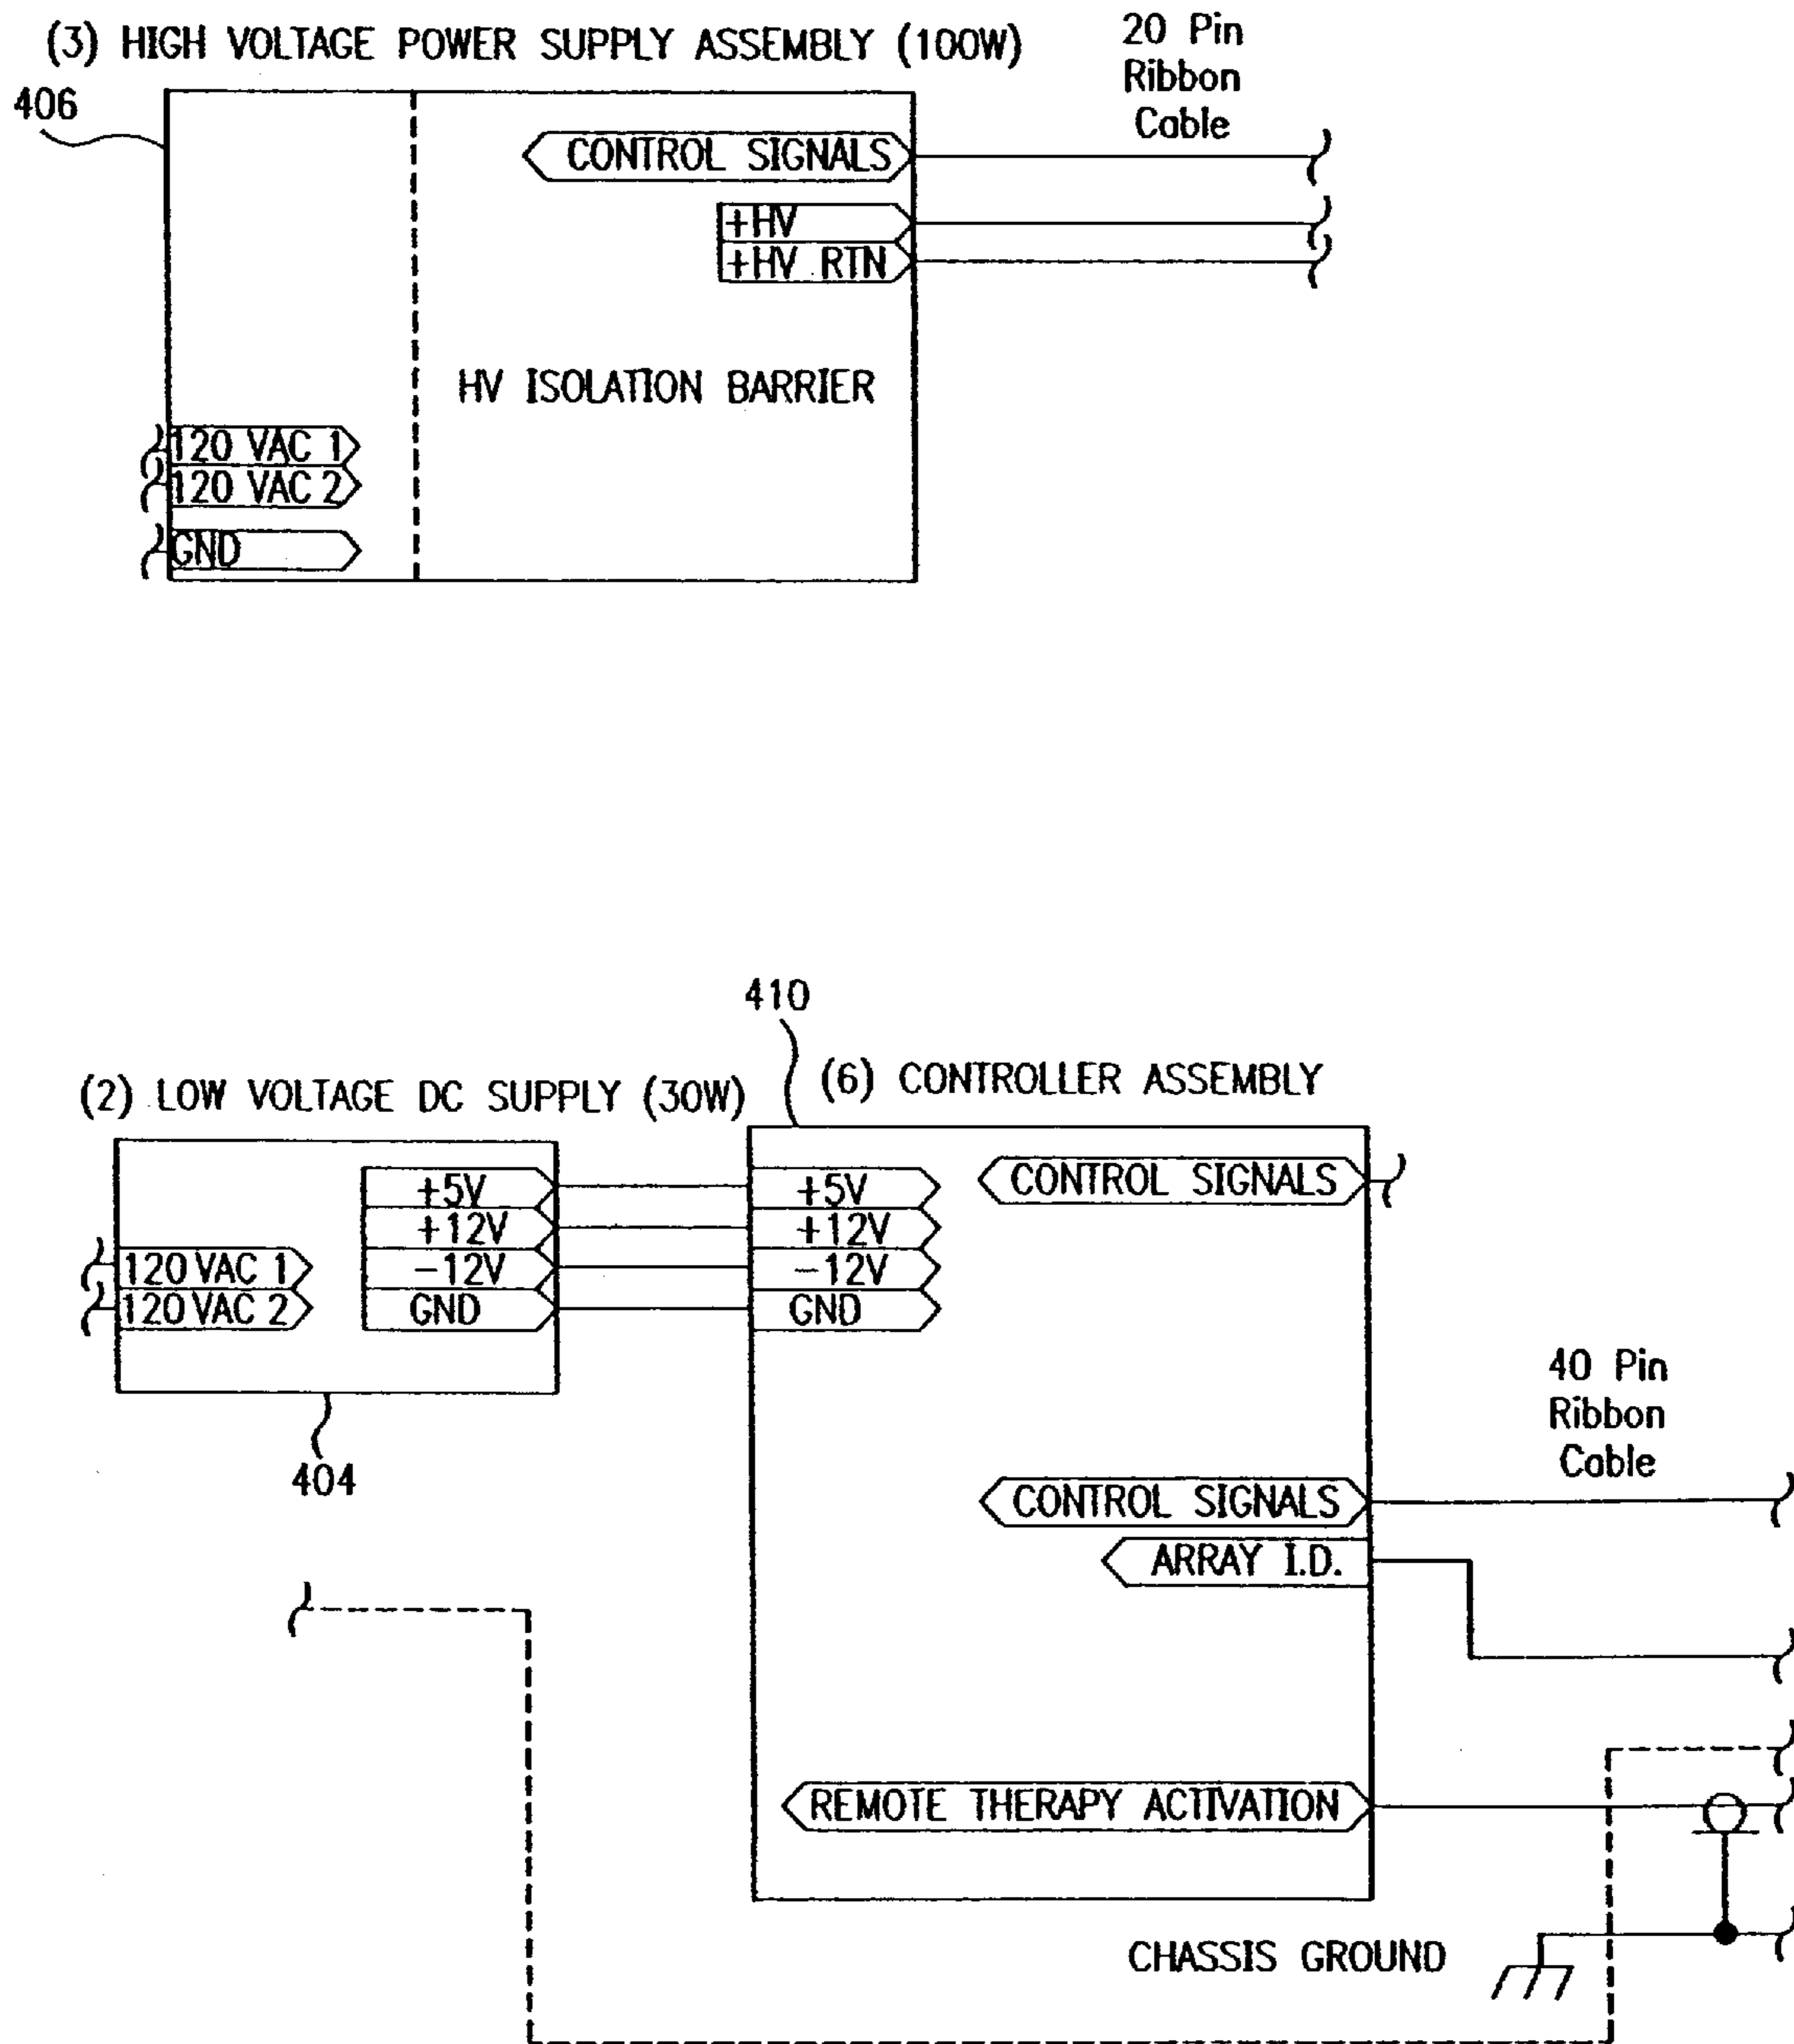 (3) HIGH VOLTAGE POWER SUPPLY ASSEMBLY (100W)
20 Pin
Ribbon
Cable
406
CONTROL SIGNALS
+HV
+HV RTN
HV ISOLATION BARRIER
120 VAC 1
120 VAC 2
GND
410
(2) LOW VOLTAGE DC SUPPLY (30W)
(6) CONTROLLER ASSEMBLY
+5V
+12V
-12V
GND
120 VAC 1
120 VAC 2
404
+5V
+12V
-12V
GND
CONTROL SIGNALS
40 Pin
Ribbon
Cable
CONTROL SIGNALS
ARRAY I.D.
REMOTE THERAPY ACTIVATION
CHASSIS GROUND